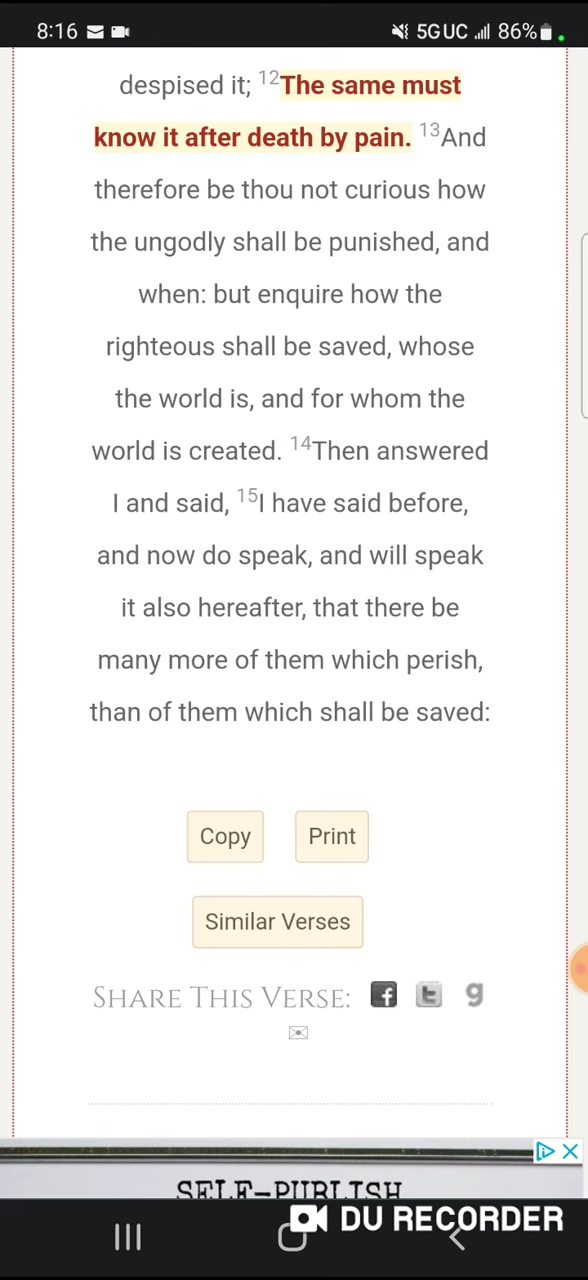 8:16 5GUC 86%
despised it; 12The same must
know it after death by pain. 13And
therefore be thou not curious how
the ungodly shall be punished, and
when: but enquire how the
righteous shall be saved, whose
the world is, and for whom the
world is created. 14Then answered
I and said, 15I have said before,
and now do speak, and will speak
it also hereafter, that there be
many more of them which perish,
than of them which shall be saved:
Copy Print
Similar Verses
SHARE THIS VERSE: f t g
SELF-PUBLISH
DU RECORDER